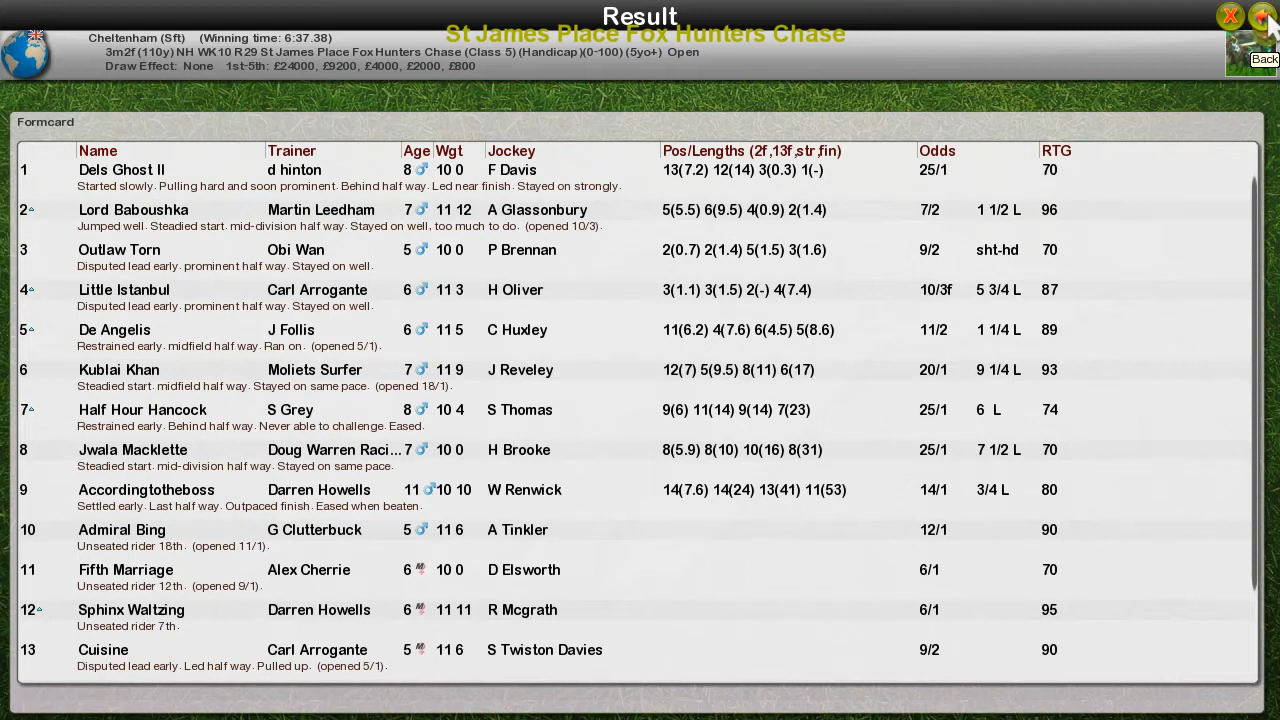 Result
St James Place Fox Hunters Chase
Cheltenham (Sft) (Winning time: 6:37.38)
3m2f (110y) NH WK10 R29 St James Place Fox Hunters Chase (Class 5) (Handicap)(0-100) (5yo+) Open
Draw Effect: None 1st-5th: £24000, £9200, £4000, £2000, £800
X
Back
Formcard
Name Trainer Age Wgt Jockey Pos/Lengths (2f,13f,str,fin) Odds RTG
1 Dels Ghost II d hinton 8 10 0 F Davis 13(7.2) 12(14) 3(0.3) 1(-) 25/1 70
Started slowly. Pulling hard and soon prominent. Behind half way. Led near finish. Stayed on strongly.
2 Lord Baboushka Martin Leedham 7 11 12 A Glassonbury 5(5.5) 6(9.5) 4(0.9) 2(1.4) 7/2 1 1/2 L 96
Jumped well. Steadied start. mid-division half way. Stayed on well, too much to do. (opened 10/3).
3 Outlaw Torn Obi Wan 5 10 0 P Brennan 2(0.7) 2(1.4) 5(1.5) 3(1.6) 9/2 sht-hd 70
Disputed lead early. prominent half way. Stayed on well.
4 Little Istanbul Carl Arrogante 6 11 3 H Oliver 3(1.1) 3(1.5) 2(-) 4(7.4) 10/3f 5 3/4 L 87
Disputed lead early. prominent half way. Stayed on well.
5 De Angelis J Follis 6 11 5 C Huxley 11(6.2) 4(7.6) 6(4.5) 5(8.6) 11/2 1 1/4 L 89
Restrained early. midfield half way. Ran on. (opened 5/1).
6 Kublai Khan Moliets Surfer 7 11 9 J Reveley 12(7) 5(9.5) 8(11) 6(17) 20/1 9 1/4 L 93
Steadied start. midfield half way. Stayed on same pace. (opened 18/1).
7 Half Hour Hancock S Grey 8 10 4 S Thomas 9(6) 11(14) 9(14) 7(23) 25/1 6 L 74
Restrained early. Behind half way. Never able to challenge. Eased.
8 Jwala Macklette Doug Warren Raci... 7 10 0 H Brooke 8(5.9) 8(10) 10(16) 8(31) 25/1 7 1/2 L 70
Steadied start. mid-division half way. Stayed on same pace.
9 Accordingtotheboss Darren Howells 11 10 10 W Renwick 14(7.6) 14(24) 13(41) 11(53) 14/1 3/4 L 80
Settled early. Last half way. Outpaced finish. Eased when beaten.
10 Admiral Bing G Clutterbuck 5 11 6 A Tinkler 12/1 90
Unseated rider 18th. (opened 11/1).
11 Fifth Marriage Alex Cherrie 6 10 0 D Elsworth 6/1 70
Unseated rider 12th. (opened 9/1).
12 Sphinx Waltzing Darren Howells 6 11 11 R Mcgrath 6/1 95
Unseated rider 7th.
13 Cuisine Carl Arrogante 5 11 6 S Twiston Davies 9/2 90
Disputed lead early. Led half way. Pulled up. (opened 5/1).